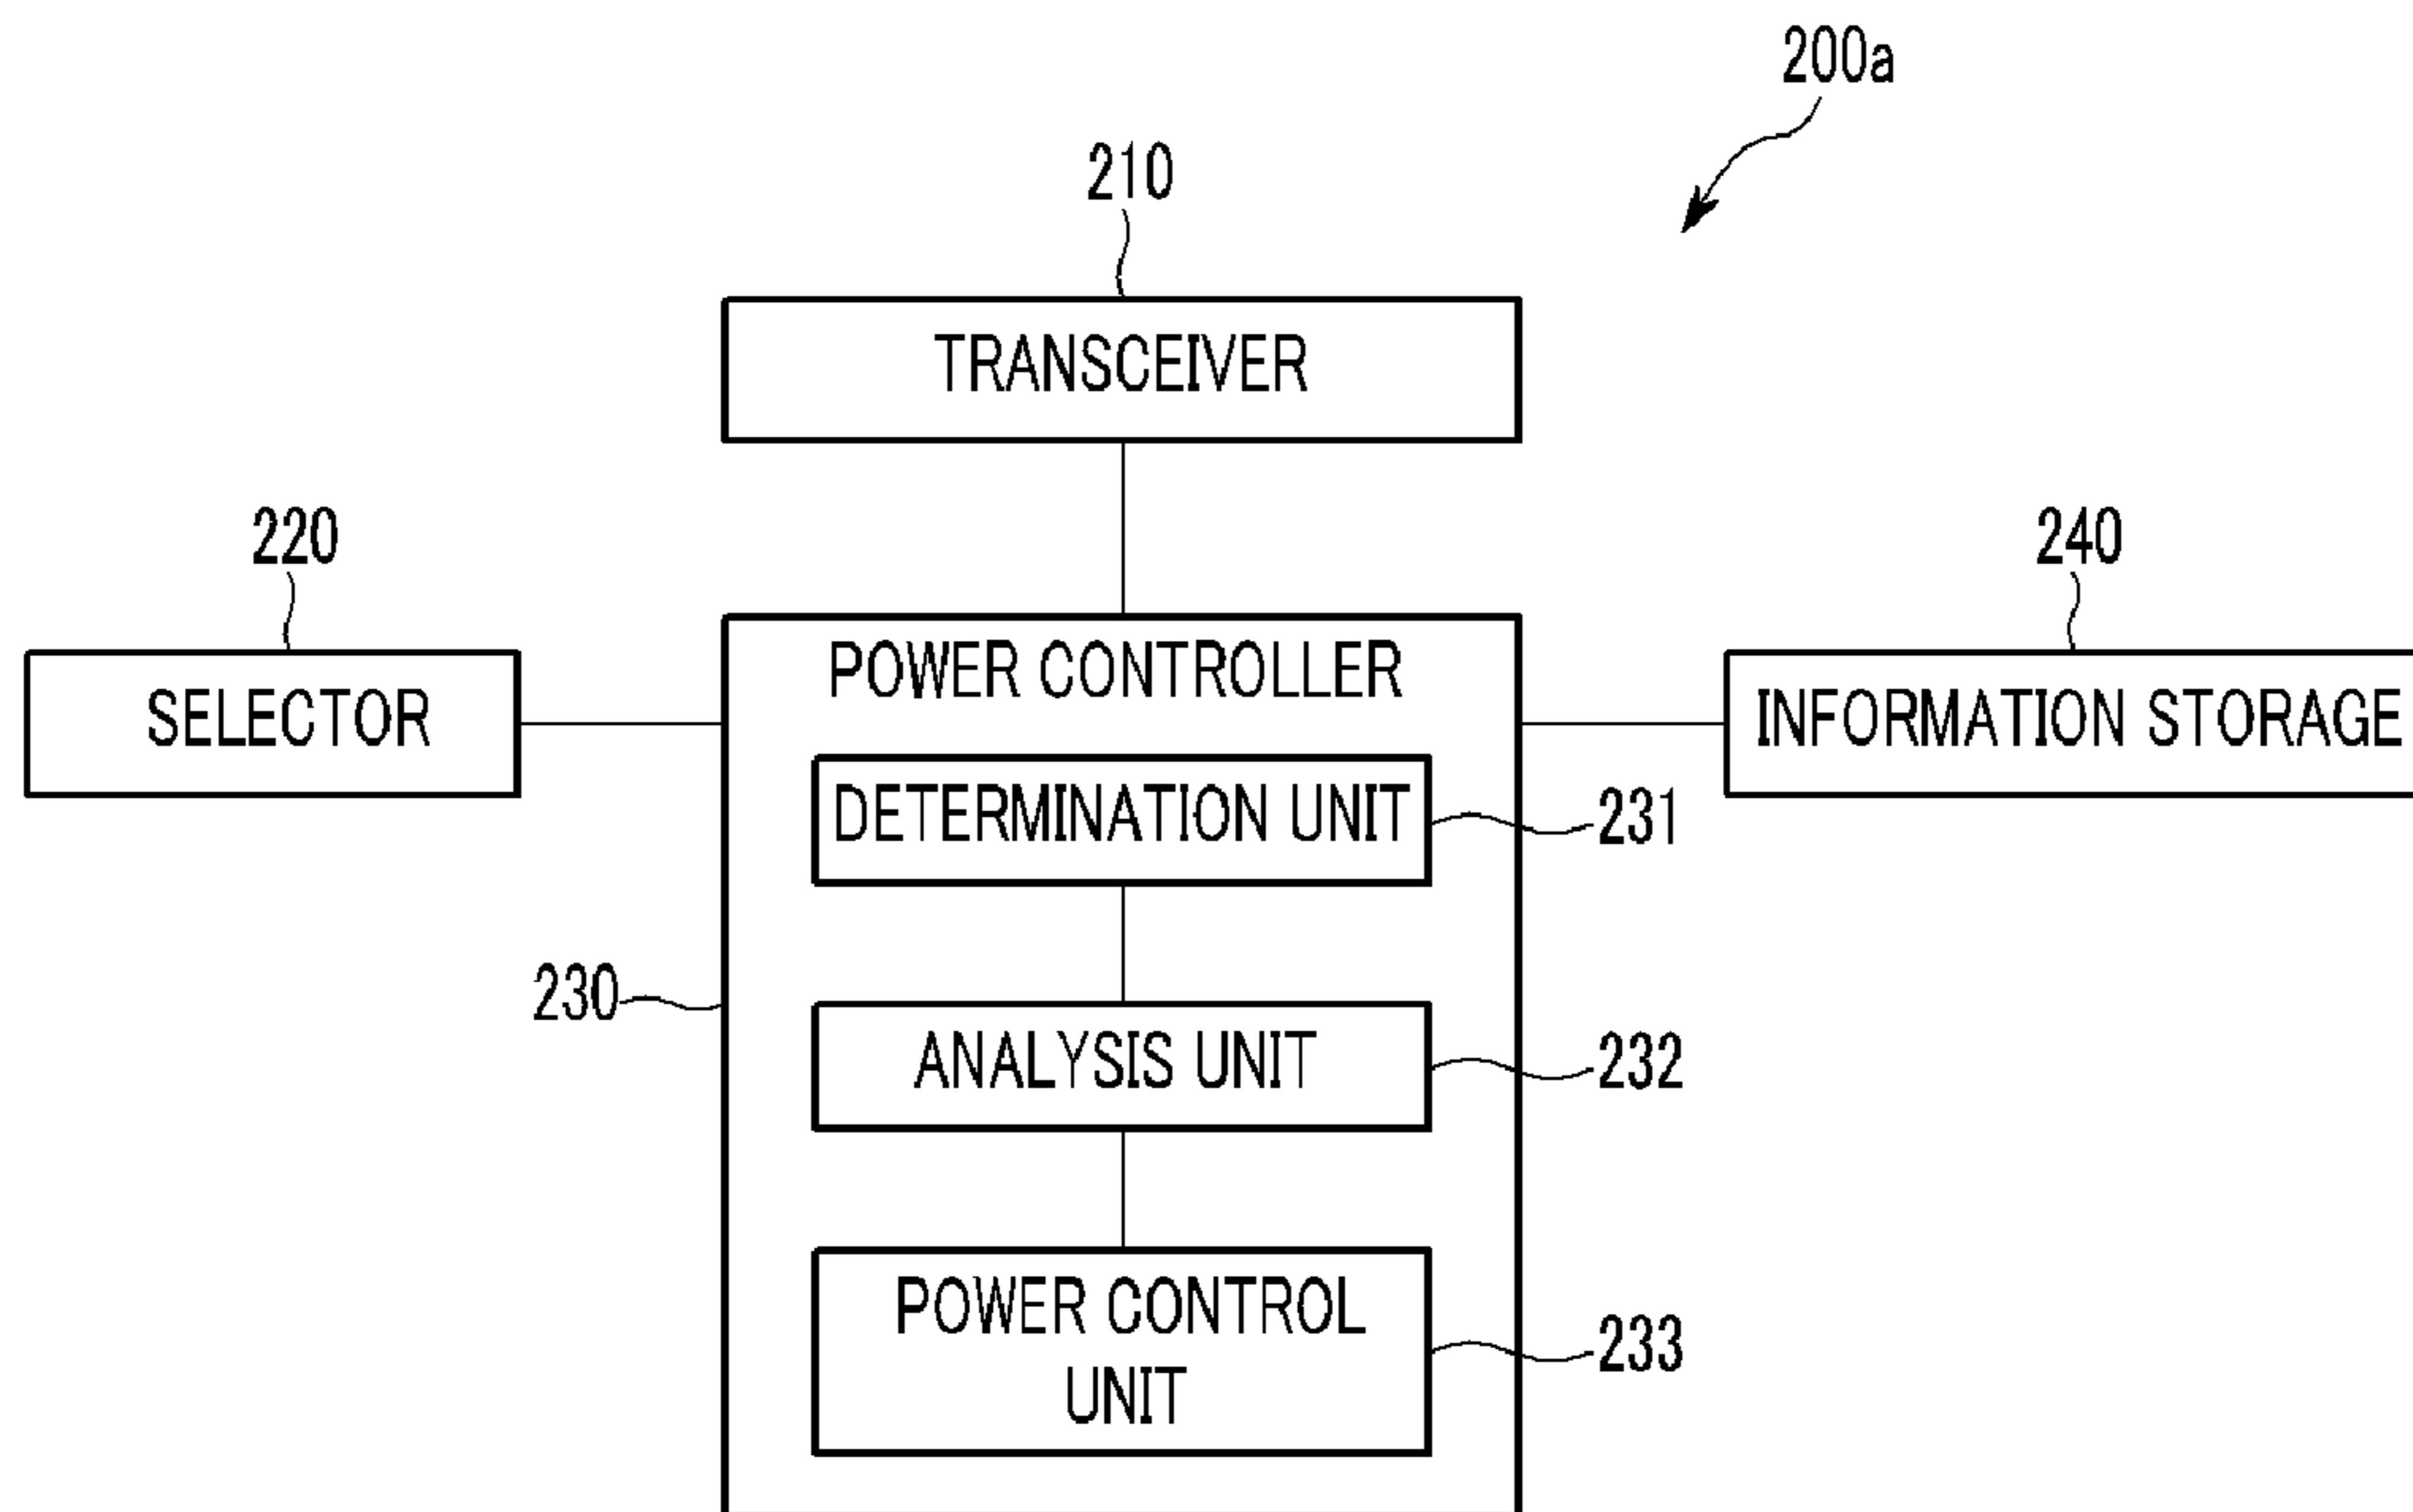 200a
210
TRANSCEIVER
220
240
SELECTOR
POWER CONTROLLER
INFORMATION STORAGE
DETERMINATION UNIT
231
230
ANALYSIS UNIT
232
POWER CONTROL
UNIT
233